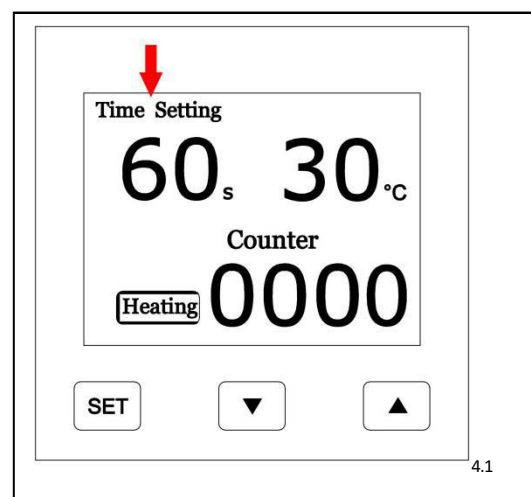 Time Setting
60s 30°C
Counter
Heating 0000
SET ▼ ▲
4.1